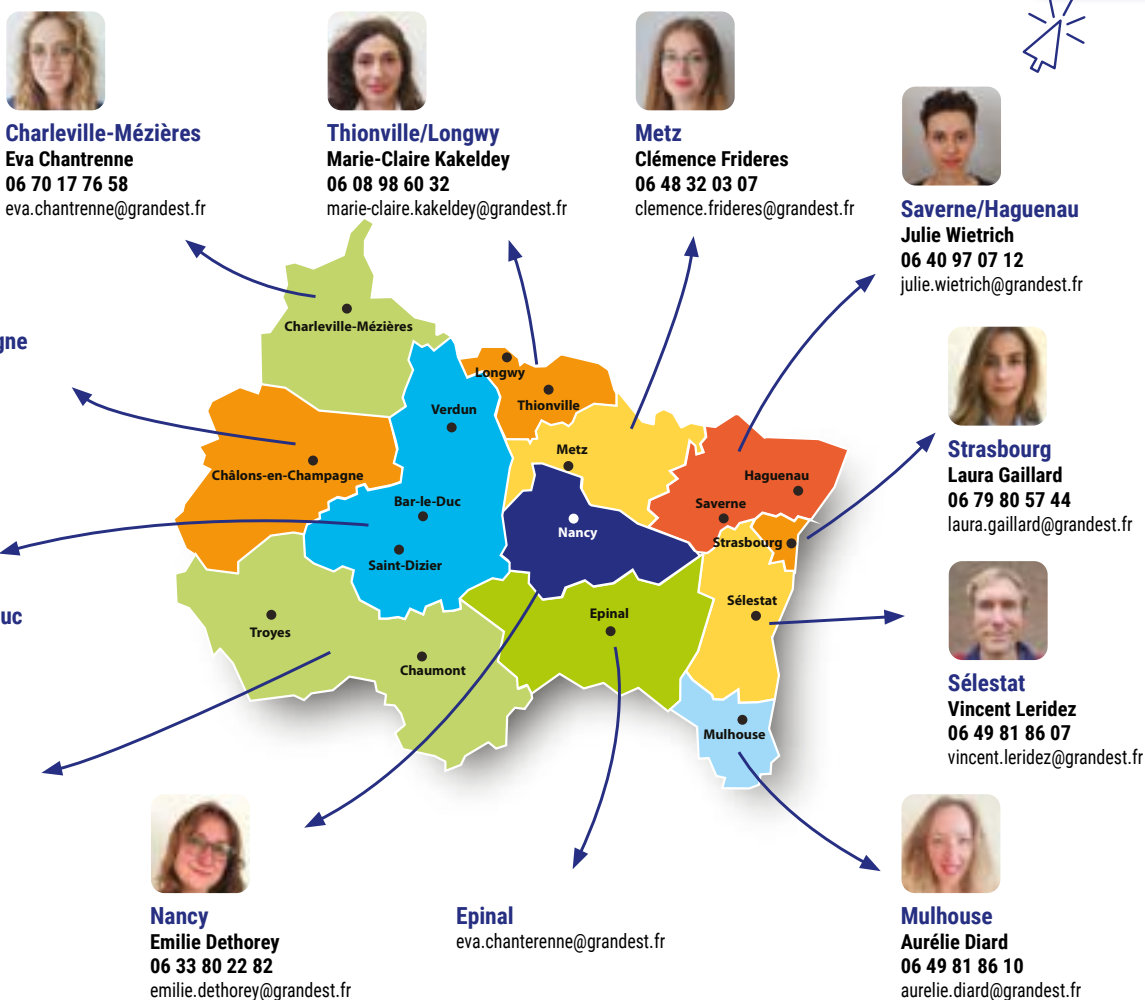 Charleville-Mézières
Eva Chantrenne
06 70 17 76 58
eva.chantrenne@grandest.fr
Thionville/Longwy
Marie-Claire Kakeldey
06 08 98 60 32
marie-claire.kakeldey@grandest.fr
Metz
Clémence Frideres
06 48 32 03 07
clemence.frideres@grandest.fr
Saverne/Haguenau
Julie Wietrich
06 40 97 07 12
julie.wietrich@grandest.fr
gne
uc
Charleville-Mézières
Longwy
Thionville
Verdun
Metz
Châlons-en-Champagne
Haguenau
Bar-le-Duc
Saverne
Nancy
Strasbourg
Saint-Dizier
Sélestat
Epinal
Troyes
Chaumont
Mulhouse
Strasbourg
Laura Gaillard
06 79 80 57 44
laura.gaillard@grandest.fr
Sélestat
Vincent Leridez
06 49 81 86 07
vincent.leridez@grandest.fr
Nancy
Emilie Dethorey
06 33 80 22 82
emilie.dethorey@grandest.fr
Epinal
eva.chanterenne@grandest.fr
Mulhouse
Aurélie Diard
06 49 81 86 10
aurelie.diard@grandest.fr